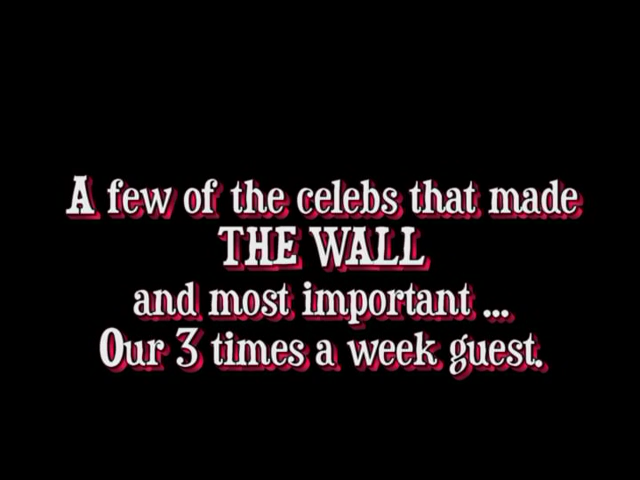 A few of the celebs that made
THE WALL
and most important ...
Our 3 times a week guest.